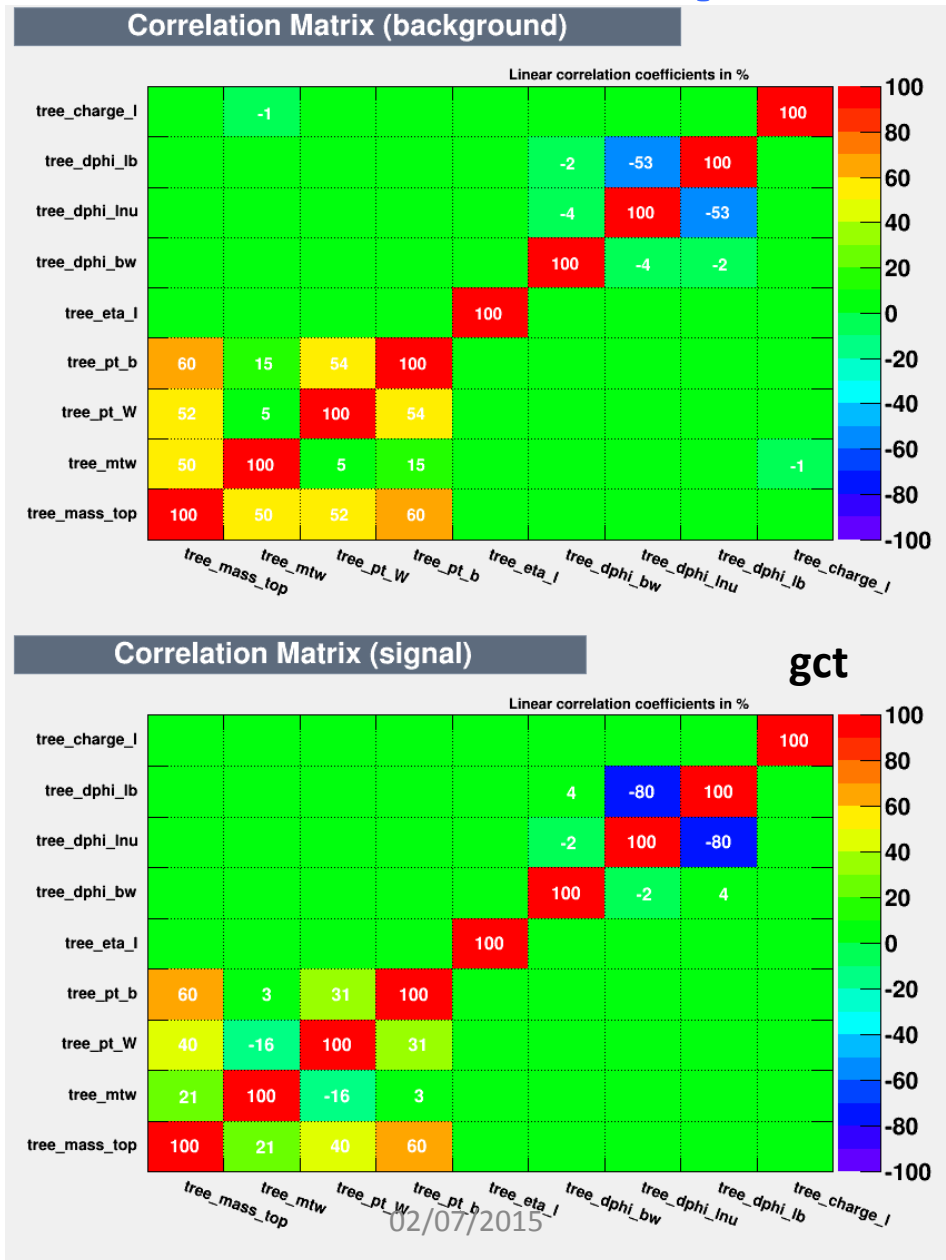 Correlation Matrix (background)
Linear correlation coefficients in %
tree_charge_l -1 100 100
tree_dphi_lb -2 -53 100 80
tree_dphi_lnu -4 100 -53 60
40
tree_dphi_bw 100 -4 -2 20
tree_eta_l 100 0
tree_pt_b 60 15 54 100 -20
tree_pt_W 52 5 100 54 -40
tree_mtw 50 100 5 15 -1 -60
-80
tree_mass_top 100 50 52 60 -100
tree_mass_top tree_mtw tree_pt_W tree_pt_b tree_eta_l tree_dphi_bw tree_dphi_lnu tree_dphi_lb tree_charge_l
Correlation Matrix (signal)
gct
Linear correlation coefficients in %
tree_charge_l 100 100
tree_dphi_lb 4 -80 100 80
tree_dphi_lnu -2 100 -80 60
40
tree_dphi_bw 100 -2 4 20
tree_eta_l 100 0
tree_pt_b 60 3 31 100 -20
tree_pt_W 40 -16 100 31 -40
tree_mtw 21 100 -16 3 -60
-80
tree_mass_top 100 21 40 60 -100
tree_mass_top tree_mtw tree_pt_W tree_pt_b tree_eta_l tree_dphi_bw tree_dphi_lnu tree_dphi_lb tree_charge_l
02/07/2015